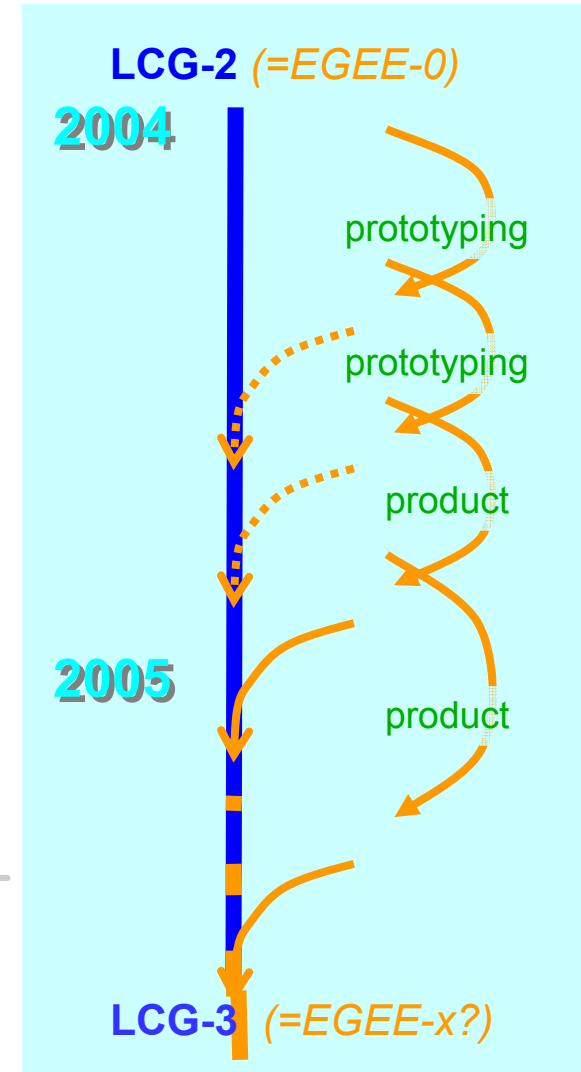 LCG-2 (=EGEE-0)
2004
prototyping
prototyping
product
2005
product
LCG-3 (=EGEE-x?)